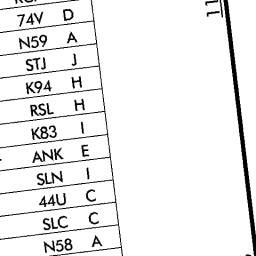 74V D
N59 A
STJ J
K94 H
RSL H
K83 I
ANK E
SLN I
44U C
SLC C
N58 A
11